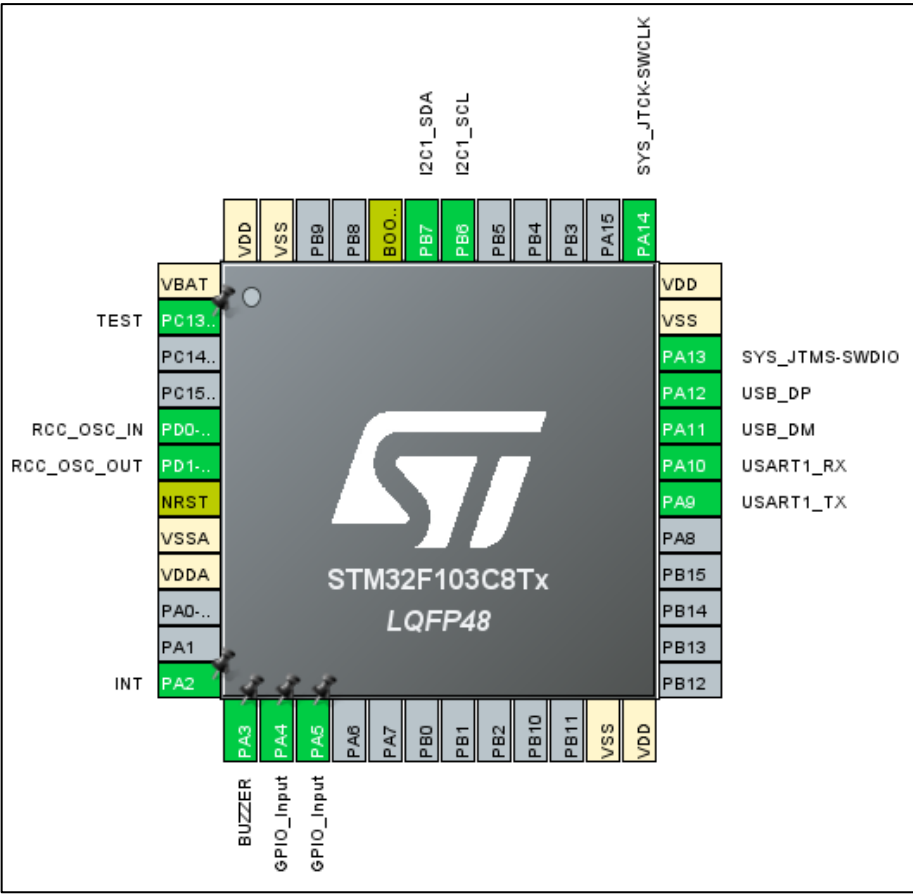 SYS_JTCK-SWCLK
I2C1_SDA
I2C1_SCL
VDD
VSS
PB9
PB8
BOO..
PB7
PB6
PB5
PB4
PB3
PA15
PA14
VBAT
TEST PC13..
PC14..
PC15..
RCC_OSC_IN PD0-..
RCC_OSC_OUT PD1-..
NRST
VSSA
VDDA
PA0-..
PA1
INT PA2
VDD
VSS
PA13 SYS_JTMS-SWDIO
PA12 USB_DP
PA11 USB_DM
PA10 USART1_RX
PA9 USART1_TX
PA8
PB15
PB14
PB13
PB12
ST
STM32F103C8Tx
LQFP48
PA3
PA4
PA5
PA6
PA7
PB0
PB1
PB2
PB10
PB11
VSS
VDD
BUZZER
GPIO_Input
GPIO_Input